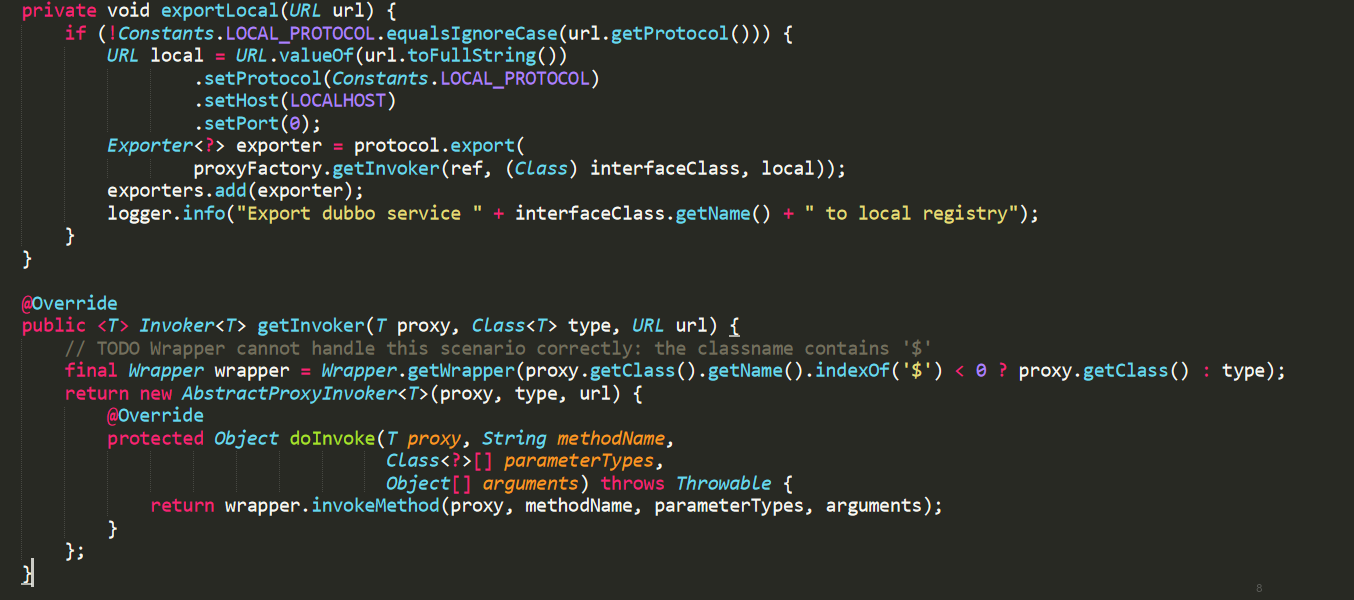 private void exportLocal(URL url) {
    if (!Constants.LOCAL_PROTOCOL.equalsIgnoreCase(url.getProtocol())) {
        URL local = URL.valueOf(url.toFullString())
                .setProtocol(Constants.LOCAL_PROTOCOL)
                .setHost(LOCALHOST)
                .setPort(0);
        Exporter<?> exporter = protocol.export(
                proxyFactory.getInvoker(ref, (Class) interfaceClass, local));
        exporters.add(exporter);
        logger.info("Export dubbo service " + interfaceClass.getName() + " to local registry");
    }
}

@Override
public <T> Invoker<T> getInvoker(T proxy, Class<T> type, URL url) {
    // TODO Wrapper cannot handle this scenario correctly: the classname contains '$'
    final Wrapper wrapper = Wrapper.getWrapper(proxy.getClass().getName().indexOf('$') < 0 ? proxy.getClass() : type);
    return new AbstractProxyInvoker<T>(proxy, type, url) {
        @Override
        protected Object doInvoke(T proxy, String methodName,
                                  Class<?>[] parameterTypes,
                                  Object[] arguments) throws Throwable {
            return wrapper.invokeMethod(proxy, methodName, parameterTypes, arguments);
        }
    };
}
8